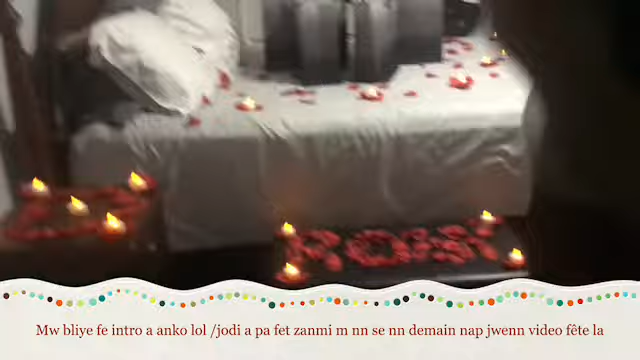 Mw bliye fe intro a anko lol /jodi a pa fet zanmi m nn se nn demain nap jwenn video fête la